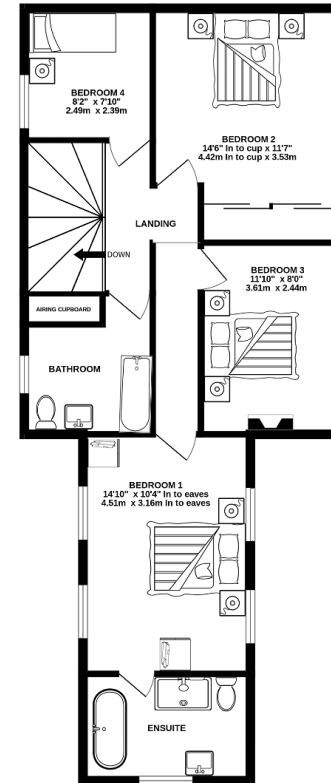 BEDROOM 4
8'2" x 7'10"
2.49m x 2.39m
BEDROOM 2
14'6" In to cup x 11'7"
4.42m In to cup x 3.53m
LANDING
DOWN
BEDROOM 3
11'10" x 8'0"
3.61m x 2.44m
AIRING CUPBOARD
BATHROOM
BEDROOM 1
14'10" x 10'4" In to eaves
4.51m x 3.16m In to eaves
ENSUITE